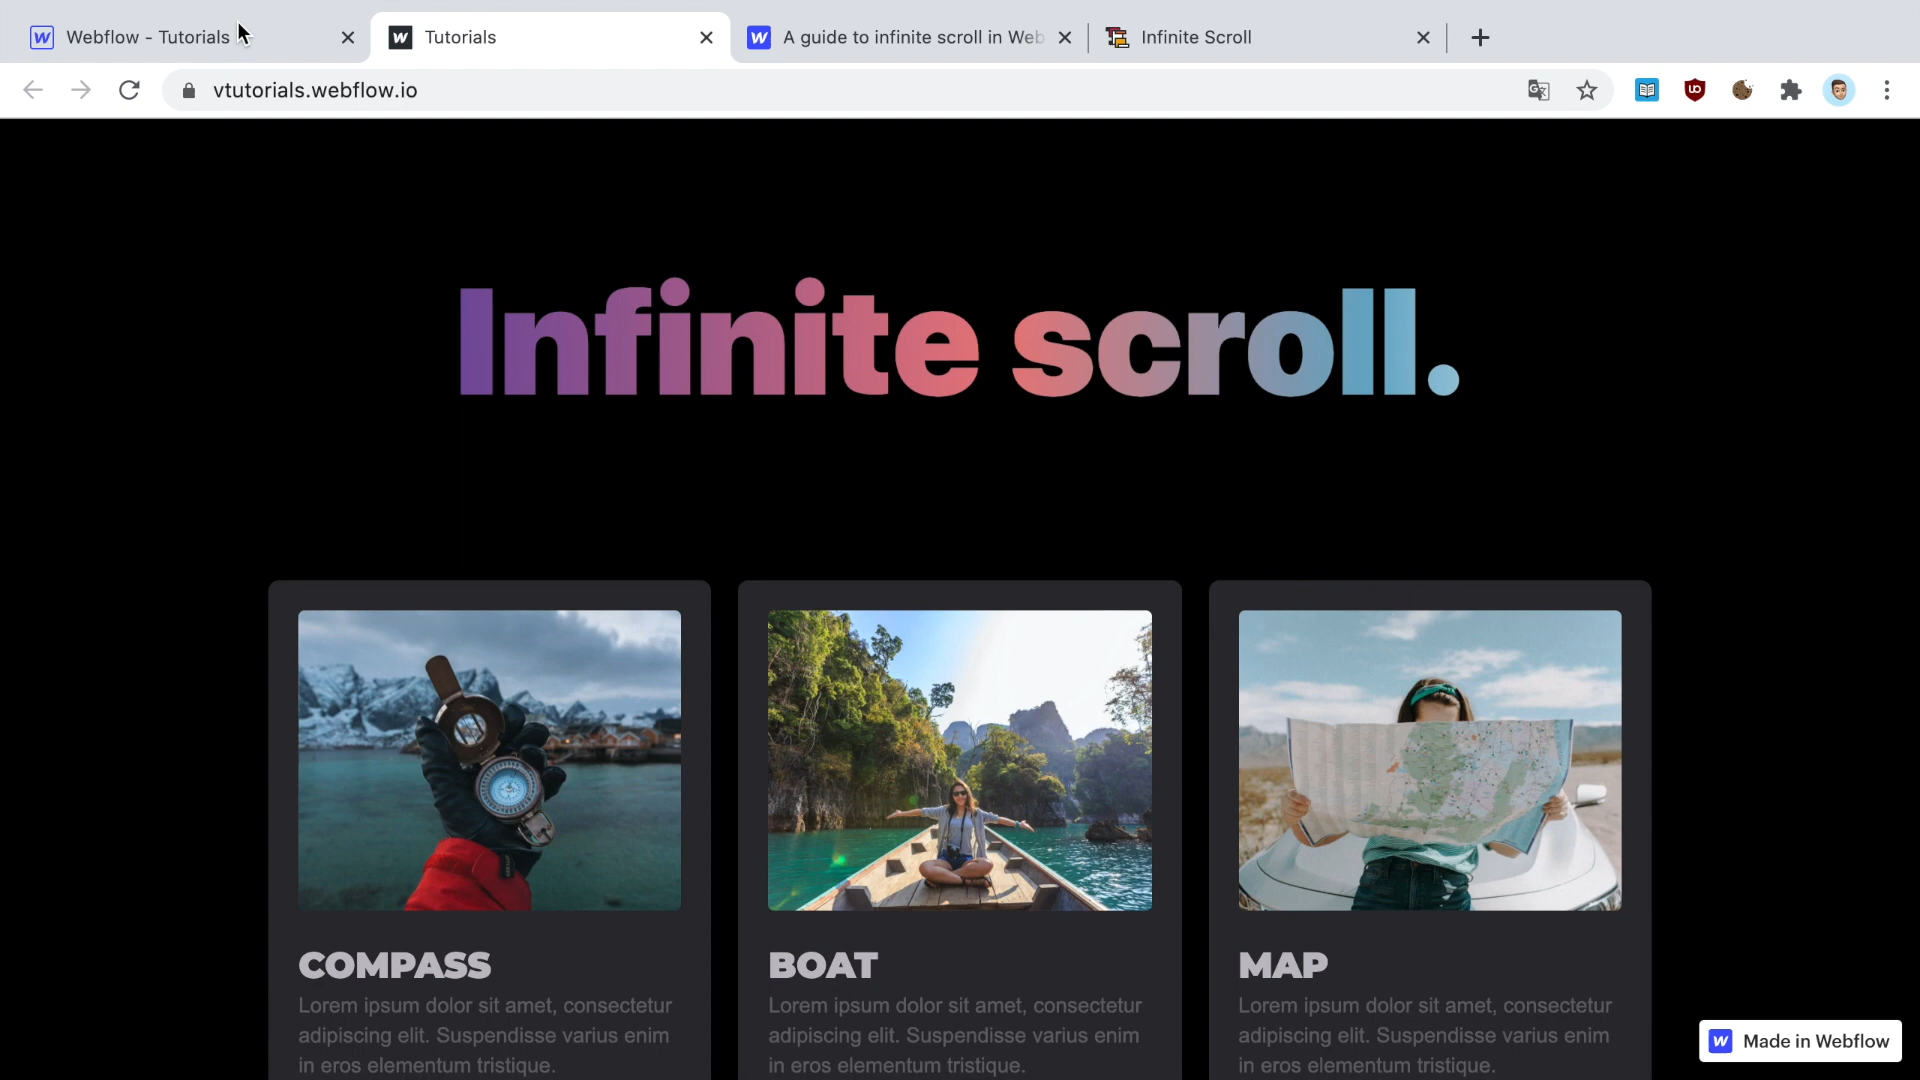 Webflow - Tutorials
Tutorials
A guide to infinite scroll in Web
Infinite Scroll
vtutorials.webflow.io
Infinite scroll.
COMPASS
Lorem ipsum dolor sit amet, consectetur
adipiscing elit. Suspendisse varius enim
in eros elementum tristique.
BOAT
Lorem ipsum dolor sit amet, consectetur
adipiscing elit. Suspendisse varius enim
in eros elementum tristique.
MAP
Lorem ipsum dolor sit amet, consectetur
adipiscing elit. Suspendisse varius enim
in eros elementum tristique.
Made in Webflow